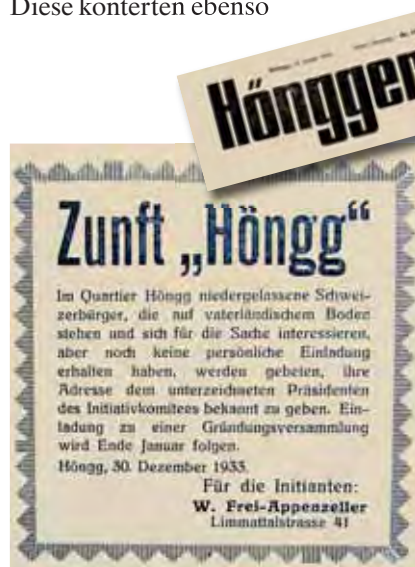 Diese konterten ebenso
Höngger
Zunft „Höngg“
Im Quartier Höngg niedergelassene Schwei-
zerbürger, die auf vaterländischem Boden
stehen und sich für die Sache interessieren,
aber noch keine persönliche Einladung
erhalten haben, werden gebeten, ihre
Adresse dem unterzeichneten Präsidenten
des Initiativkomitees bekannt zu geben. Ein-
ladung zu einer Gründungsversammlung
wird Ende Januar folgen.
Höngg, 30. Dezember 1933.
Für die Initianten:
W. Frei-Appenzeller
Limmattalstrasse 41